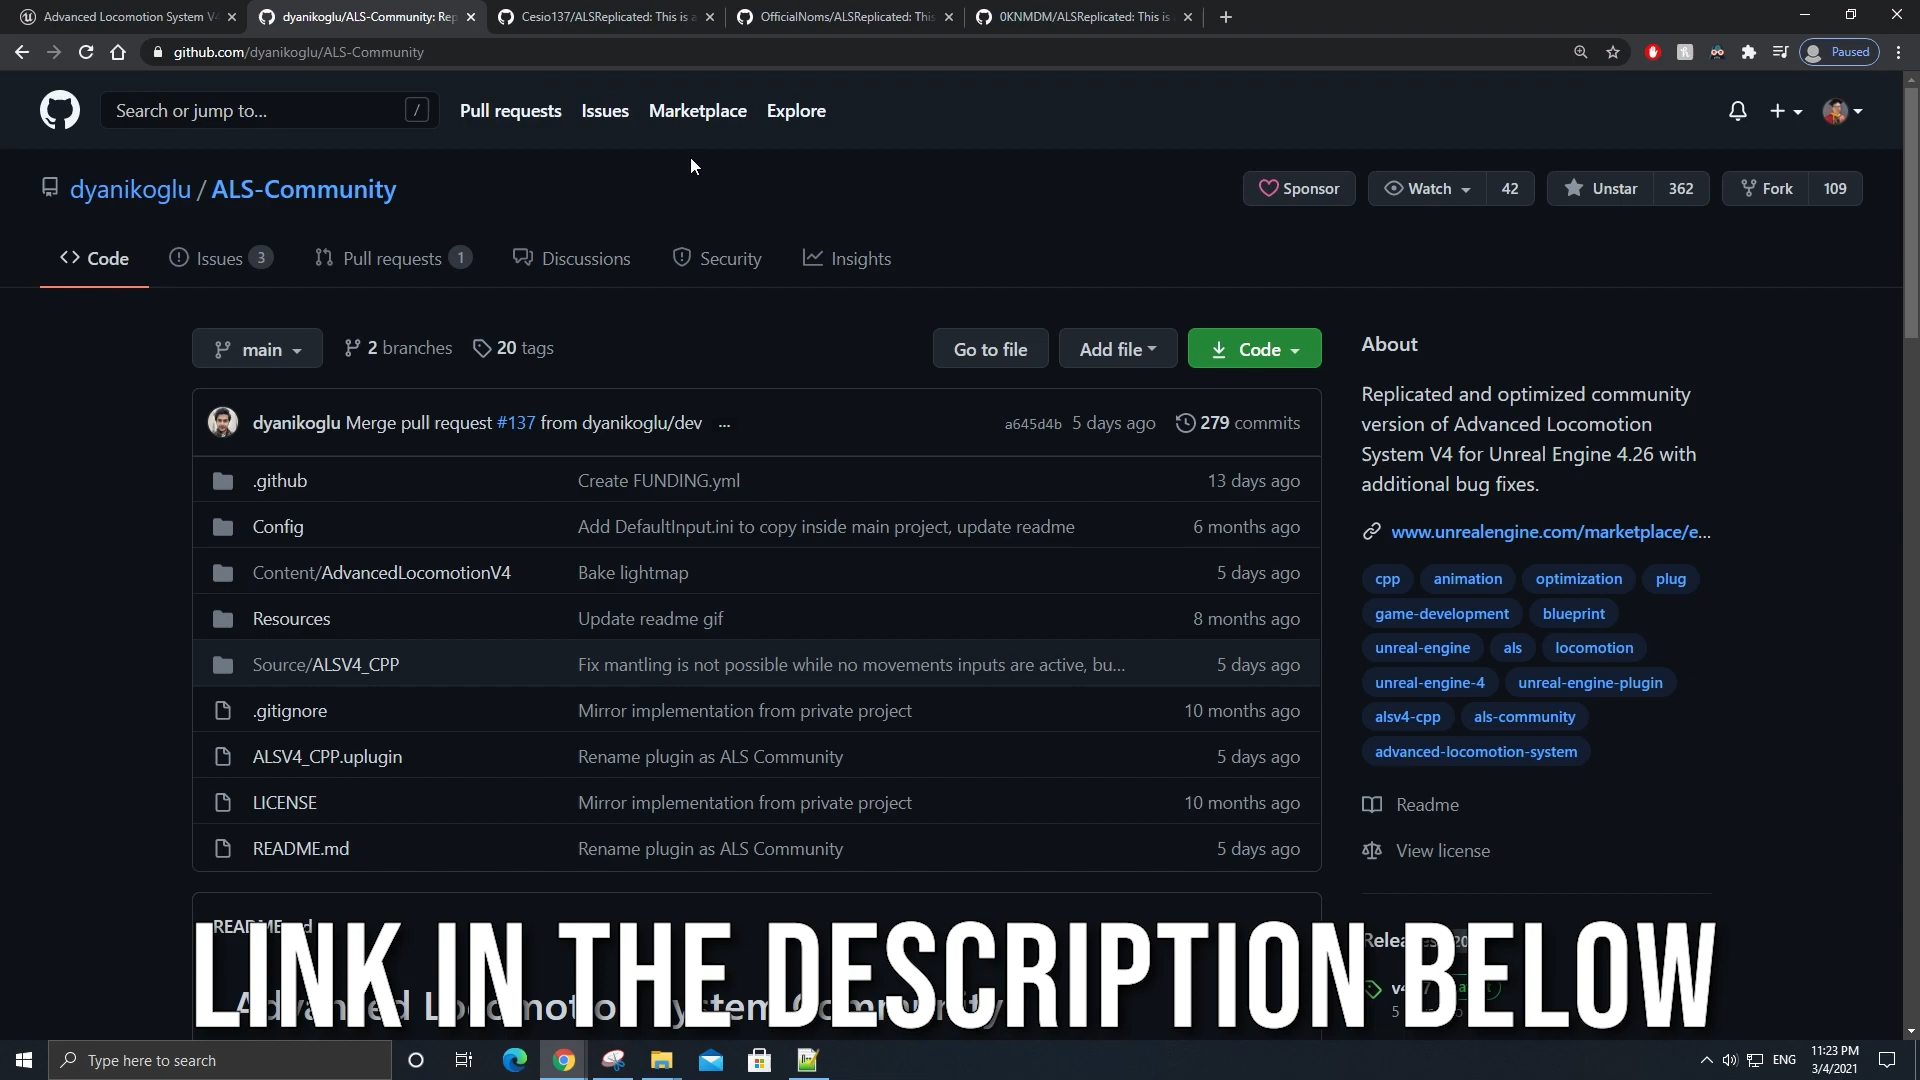 Advanced Locomotion System V4
dyanikoglu/ALS-Community: Rep
Cesio137/ALSReplicated: This is a
OfficialNoms/ALSReplicated: This
0KNMDM/ALSReplicated: This is
github.com/dyanikoglu/ALS-Community
Paused
Search or jump to...
/
Pull requests
Issues
Marketplace
Explore
dyanikoglu / ALS-Community
Sponsor
Watch
42
Unstar
362
Fork
109
Code
Issues 3
Pull requests 1
Discussions
Security
Insights
main
2 branches
20 tags
Go to file
Add file
Code
dyanikoglu Merge pull request #137 from dyanikoglu/dev ...
a645d4b 5 days ago
279 commits
.github
Create FUNDING.yml
13 days ago
Config
Add DefaultInput.ini to copy inside main project, update readme
6 months ago
Content/AdvancedLocomotionV4
Bake lightmap
5 days ago
Resources
Update readme gif
8 months ago
Source/ALSV4_CPP
Fix mantling is not possible while no movements inputs are active, bu...
5 days ago
.gitignore
Mirror implementation from private project
10 months ago
ALSV4_CPP.uplugin
Rename plugin as ALS Community
5 days ago
LICENSE
Mirror implementation from private project
10 months ago
README.md
Rename plugin as ALS Community
5 days ago
About
Replicated and optimized community
version of Advanced Locomotion
System V4 for Unreal Engine 4.26 with
additional bug fixes.
www.unrealengine.com/marketplace/e...
cpp animation optimization plug
game-development blueprint
unreal-engine als locomotion
unreal-engine-4 unreal-engine-plugin
alsv4-cpp als-community
advanced-locomotion-system
Readme
View license
LINK IN THE DESCRIPTION BELOW
Type here to search
ENG
11:23 PM
3/4/2021